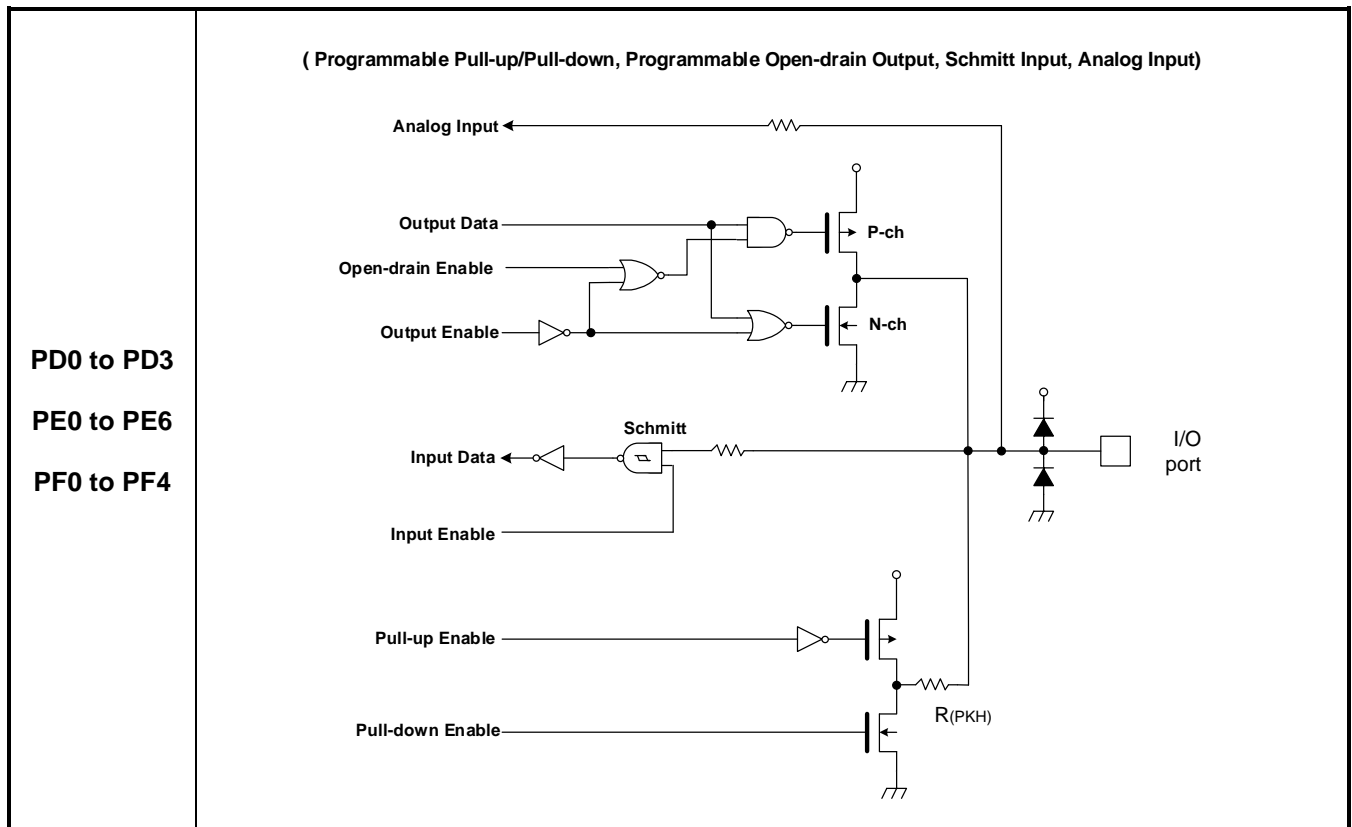 ( Programmable Pull-up/Pull-down, Programmable Open-drain Output, Schmitt Input, Analog Input)
Analog Input
Output Data
P-ch
Open-drain Enable
Output Enable
N-ch
PD0 to PD3
PE0 to PE6
PF0 to PF4
Schmitt
Input Data
I/O
port
Input Enable
Pull-up Enable
R(PKH)
Pull-down Enable